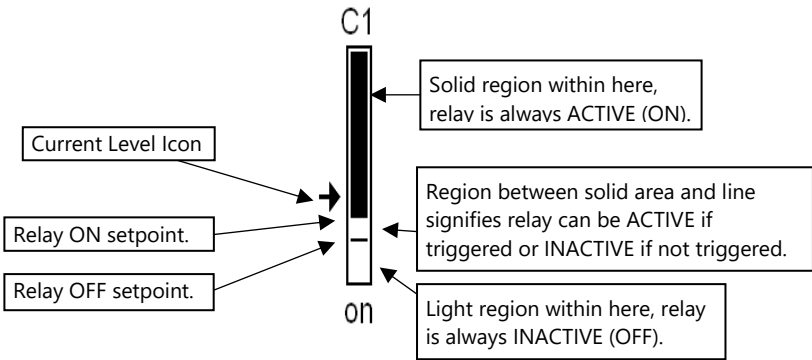 C1
Solid region within here,
relay is always ACTIVE (ON).
Current Level Icon
Region between solid area and line
signifies relay can be ACTIVE if
triggered or INACTIVE if not triggered.
Relay ON setpoint.
Relay OFF setpoint.
Light region within here, relay
is always INACTIVE (OFF).
on